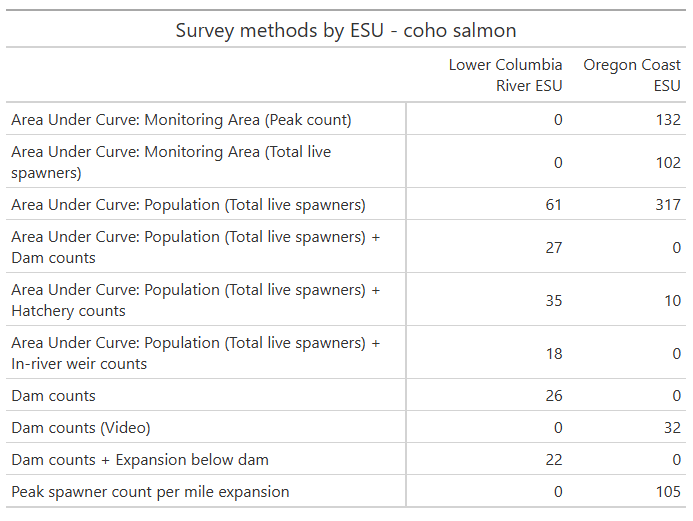 Survey methods by ESU - coho salmon
Lower Columbia Oregon Coast
River ESU ESU
Area Under Curve: Monitoring Area (Peak count) 0 132
Area Under Curve: Monitoring Area (Total live
spawners) 0 102
Area Under Curve: Population (Total live spawners) 61 317
Area Under Curve: Population (Total live spawners) +
Dam counts 27 0
Area Under Curve: Population (Total live spawners) +
Hatchery counts 35 10
Area Under Curve: Population (Total live spawners) +
In-river weir counts 18 0
Dam counts 26 0
Dam counts (Video) 0 32
Dam counts + Expansion below dam 22 0
Peak spawner count per mile expansion 0 105